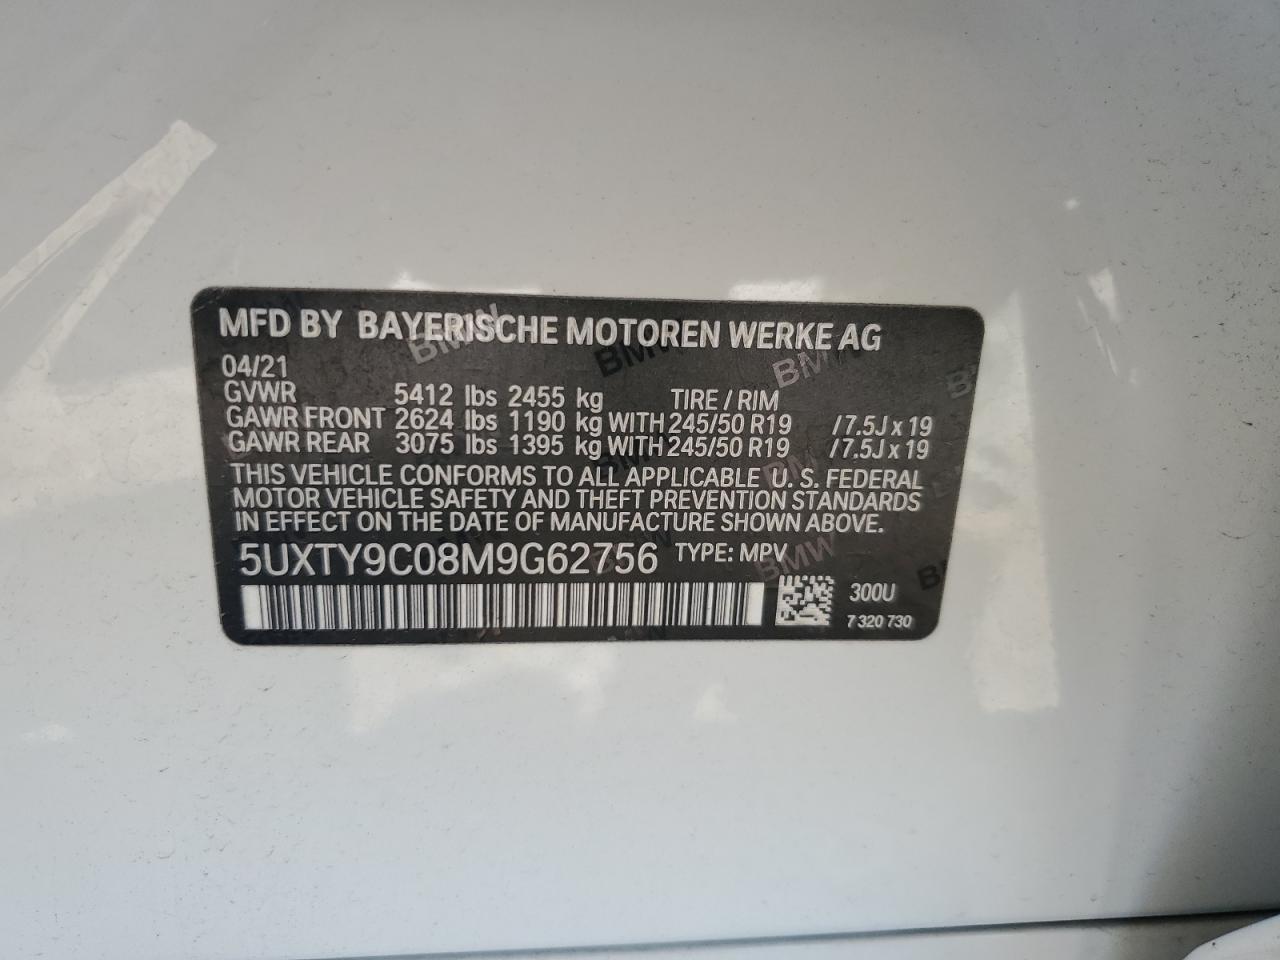 MFD BY BAYERISCHE MOTOREN WERKE AG
04/21
GVWR 5412 lbs 2455 kg TIRE / RIM
GAWR FRONT 2624 lbs 1190 kg WITH 245/50 R19 /7.5J x 19
GAWR REAR 3075 lbs 1395 kg WITH 245/50 R19 /7.5J x 19
THIS VEHICLE CONFORMS TO ALL APPLICABLE U. S. FEDERAL
MOTOR VEHICLE SAFETY AND THEFT PREVENTION STANDARDS
IN EFFECT ON THE DATE OF MANUFACTURE SHOWN ABOVE.
5UXTY9C08M9G62756 TYPE: MPV
300U
7 320 730